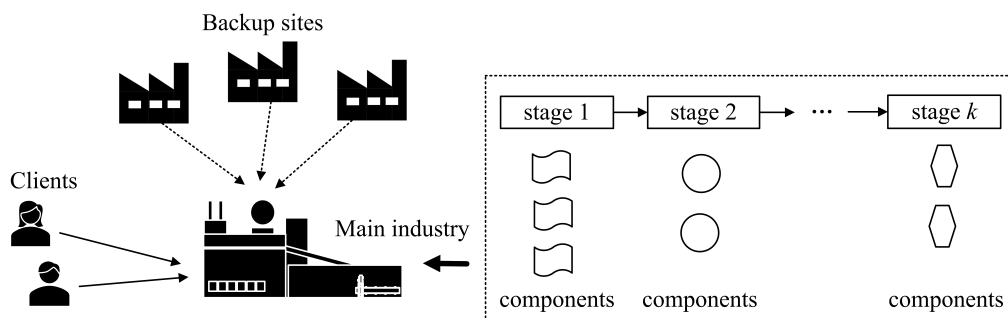 Backup sites
Clients
Main industry
stage 1
stage 2
...
stage k
components
components
components